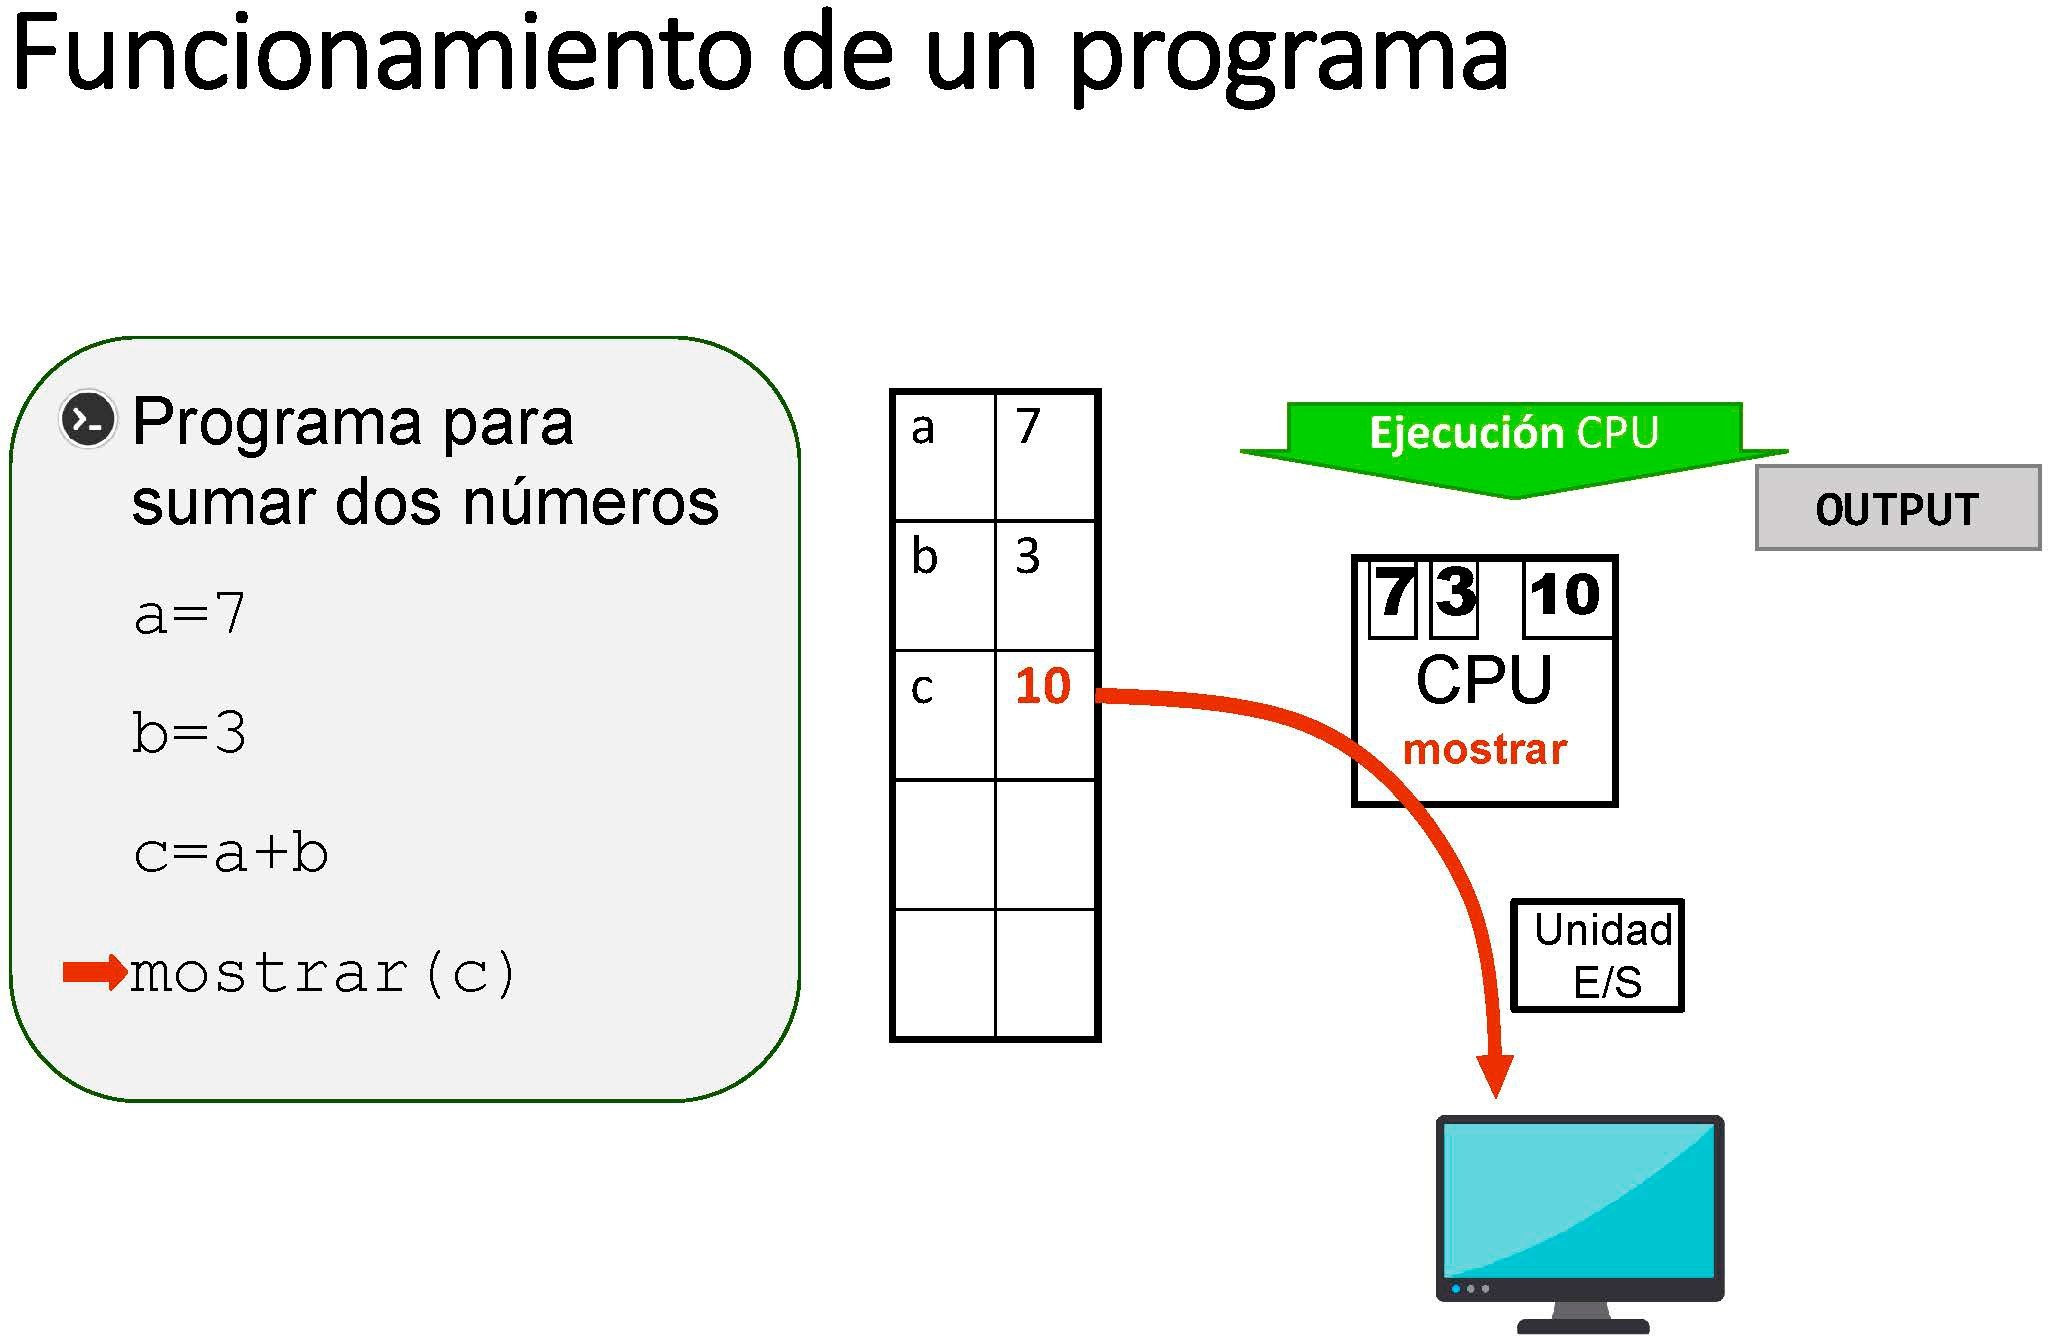 Funcionamiento de un programa
Programa para
sumar dos números
a=7
b=3
c=a+b
mostrar(c)
a 7
b 3
c 10
Ejecución CPU
OUTPUT
7 3 10
CPU
mostrar
Unidad
E/S